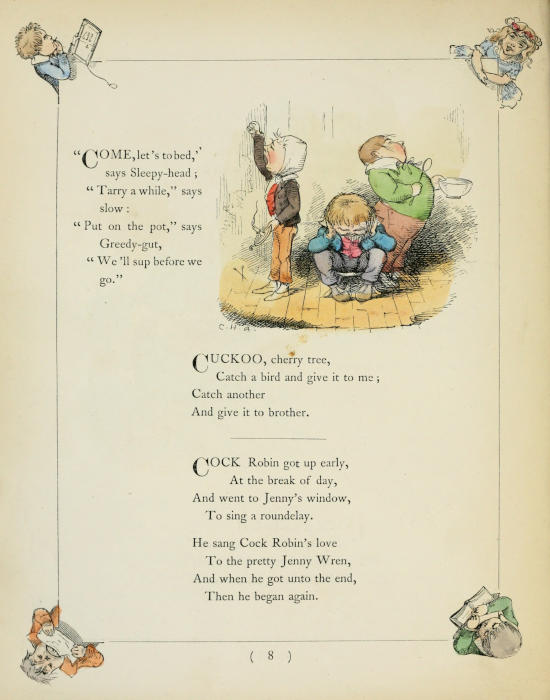 “COME, let’s to bed,’
says Sleepy-head ;
“ Tarry a while,” says
slow :
“ Put on the pot,” says
Greedy-gut,
“ We ’ll sup before we
go.”
C. H. B.
CUCKOO, cherry tree,
Catch a bird and give it to me ;
Catch another
And give it to brother.
COCK Robin got up early,
At the break of day,
And went to Jenny’s window,
To sing a roundelay.
He sang Cock Robin’s love
To the pretty Jenny Wren,
And when he got unto the end,
Then he began again.
( 8 )